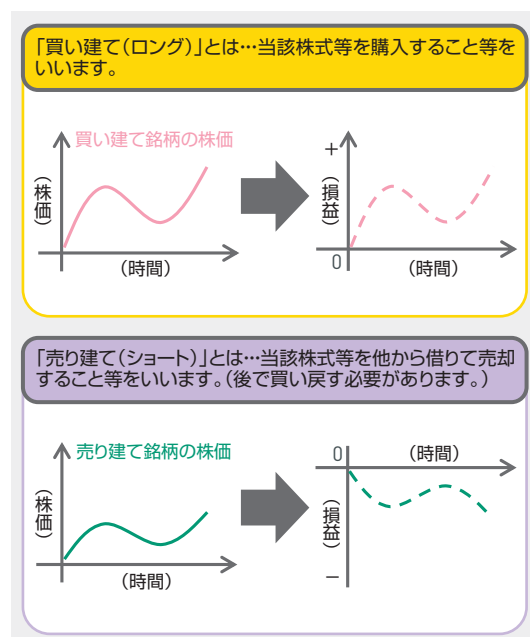 「買い建て(ロング)」とは…当該株式等を購入すること等を
いいます。
買い建て銘柄の株価
(株価)
(時間)
+
(損益)
0
(時間)
「売り建て(ショート)」とは…当該株式等を他から借りて売却
すること等をいいます。(後で買い戻す必要があります。)
売り建て銘柄の株価
(株価)
(時間)
0
(時間)
(損益)
−